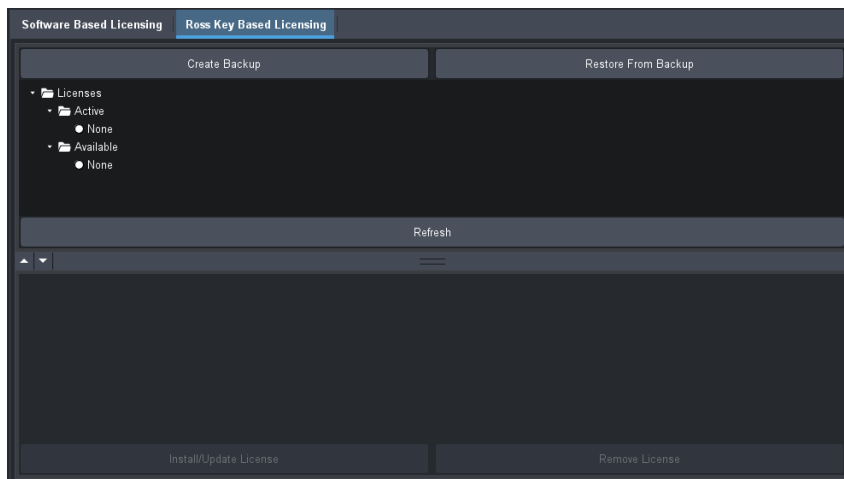 Software Based Licensing Ross Key Based Licensing
Create Backup Restore From Backup
Licenses
Active
None
Available
None
Refresh
Install/Update License Remove License